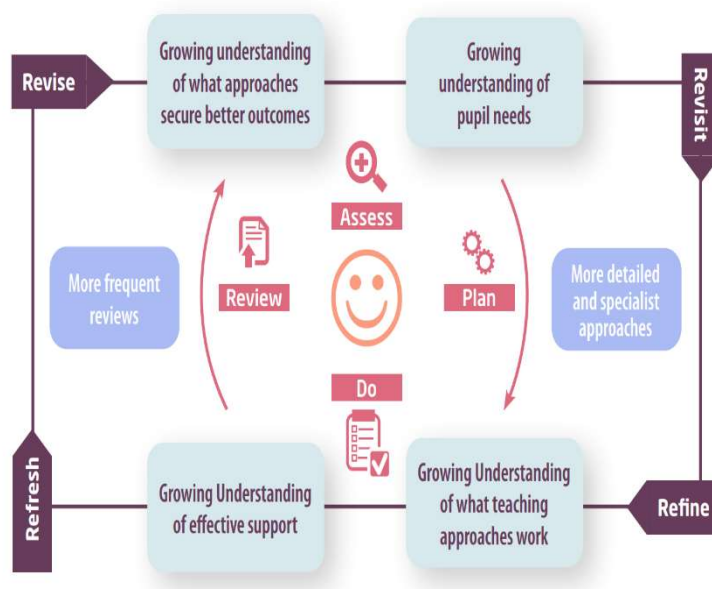 Growing understanding
of what approaches
secure better outcomes
Growing
understanding of
pupil needs
Revise
Revisit
Assess
Review
Plan
More frequent
reviews
More detailed
and specialist
approaches
Do
Growing Understanding
of effective support
Growing Understanding
of what teaching
approaches work
Refresh
Refine